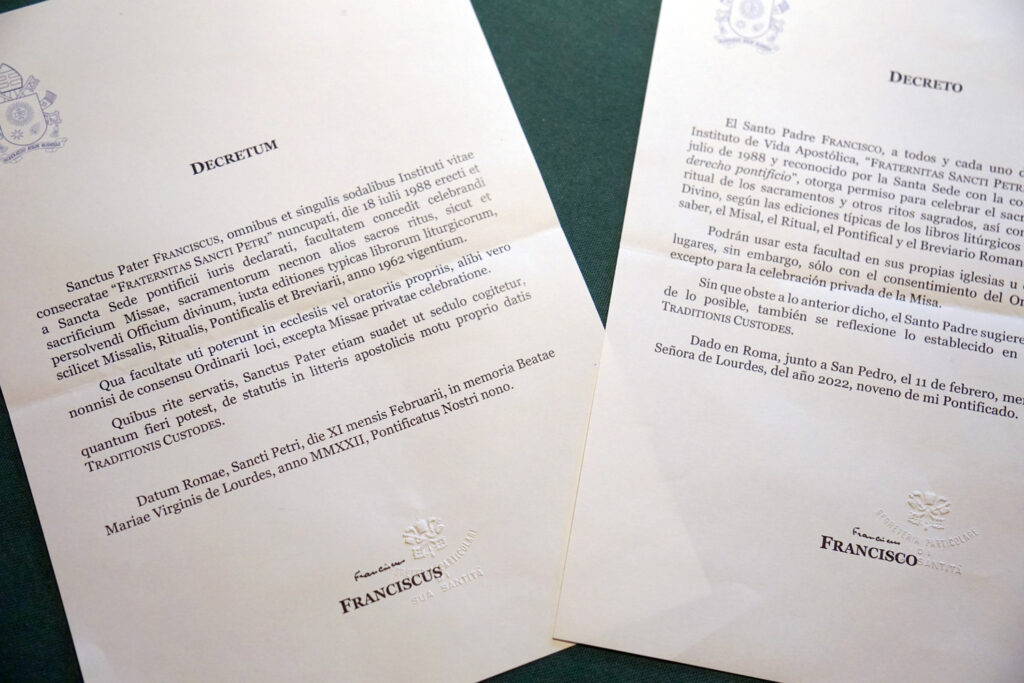 DECRETUM
Sanctus Pater FRANCISCUS, omnibus et singulis sodalibus Instituti vitae
consecratae “FRATERNITAS SANCTI PETRI” nuncupati, die 18 iulii 1988 erecti et
a Sancta Sede pontificii iuris declarati, facultatem concedit celebrandi
sacrificium Missae, sacramentorum necnon alios sacros ritus, sicut et
persolvendi Officium divinum, iuxta editiones typicas librorum liturgicorum,
scilicet Missalis, Ritualis, Pontificalis et Breviarii, anno 1962 vigentium.
Qua facultate uti poterunt in ecclesiis vel oratoriis propriis, alibi vero
nonnisi de consensu Ordinarii loci, excepta Missae privatae celebratione.
Quibus rite servatis, Sanctus Pater etiam suadet ut sedulo cogitetur,
quantum fieri potest, de statutis in litteris apostolicis motu proprio datis
TRADITIONIS CUSTODES.
Datum Romae, Sancti Petri, die XI mensis Februarii, in memoria Beatae
Mariae Virginis de Lourdes, anno MMXXII, Pontificatus Nostri nono.
Franciscus
FRANCISCUS
PARTICOLARE
SUA SANTITÀ
DECRETO
El Santo Padre FRANCISCO, a todos y cada uno
Instituto de Vida Apostólica, “FRATERNITAS SANCTI PETRI
julio de 1988 y reconocido por la Santa Sede con la
derecho pontificio”, otorga permiso para celebrar el
ritual de los sacramentos y otros ritos sagrados, así
Divino, según las ediciones típicas de los libros litúrgicos
saber, el Misal, el Ritual, el Pontifical y el Breviario
Podrán usar esta facultad en sus propias iglesias u
lugares, sin embargo, sólo con el consentimiento del
excepto para la celebración privada de la Misa.
Sin que obste a lo anterior dicho, el Santo Padre sugiere
de lo posible, también se reflexione lo establecido en
TRADITIONIS CUSTODES.
Dado en Roma, junto a San Pedro, el 11 de febrero,
Señora de Lourdes, del año 2022, noveno de mi Pontificado.
Franciscus
FRANCISCO
SEGRETERIA PARTICOLARE
DI
SANTITÀ